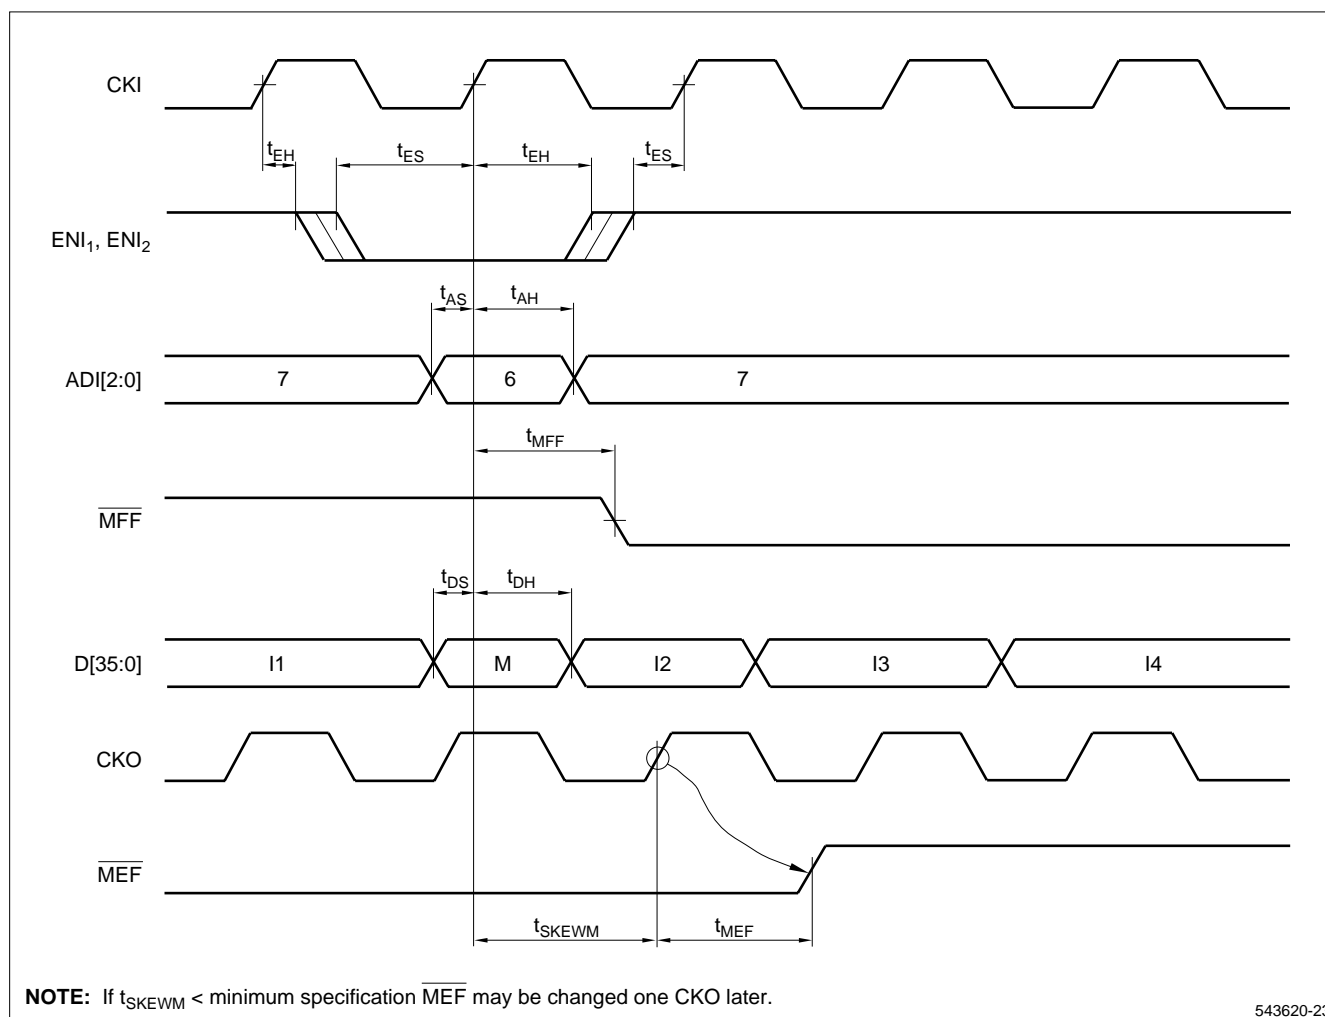 CKI
tEH
tES
tEH
tES
ENI1, ENI2
tAS
tAH
ADI[2:0]
7
6
7
tMFF
MFF
tDS
tDH
D[35:0]
I1
M
I2
I3
I4
CKO
MEF
tSKEWM
tMEF
NOTE: If tSKEWM < minimum specification MEF may be changed one CKO later.
543620-23